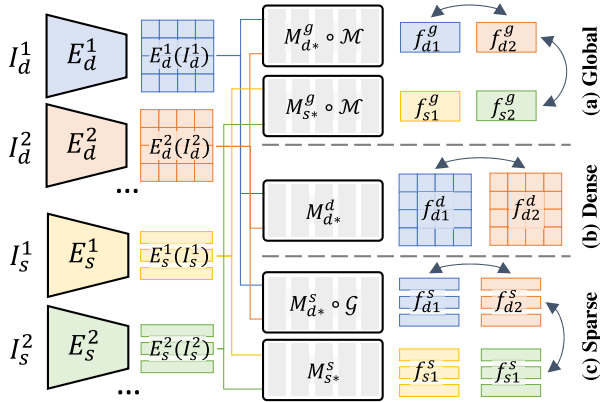 I_d^1 E_d^1 E_d^1(I_d^1)
I_d^2 E_d^2 E_d^2(I_d^2)
...
I_s^1 E_s^1 E_s^1(I_s^1)
I_s^2 E_s^2 E_s^2(I_s^2)
...
M_{d*}^g ∘ ℳ
M_{s*}^g ∘ ℳ
M_{d*}^d
M_{d*}^s ∘ 𝒢
M_{s*}^s
f_{d1}^g f_{d2}^g
f_{s1}^g f_{s2}^g
(a) Global
f_{d1}^d f_{d2}^d
(b) Dense
f_{d1}^s f_{d2}^s
f_{s1}^s f_{s1}^s
(c) Sparse